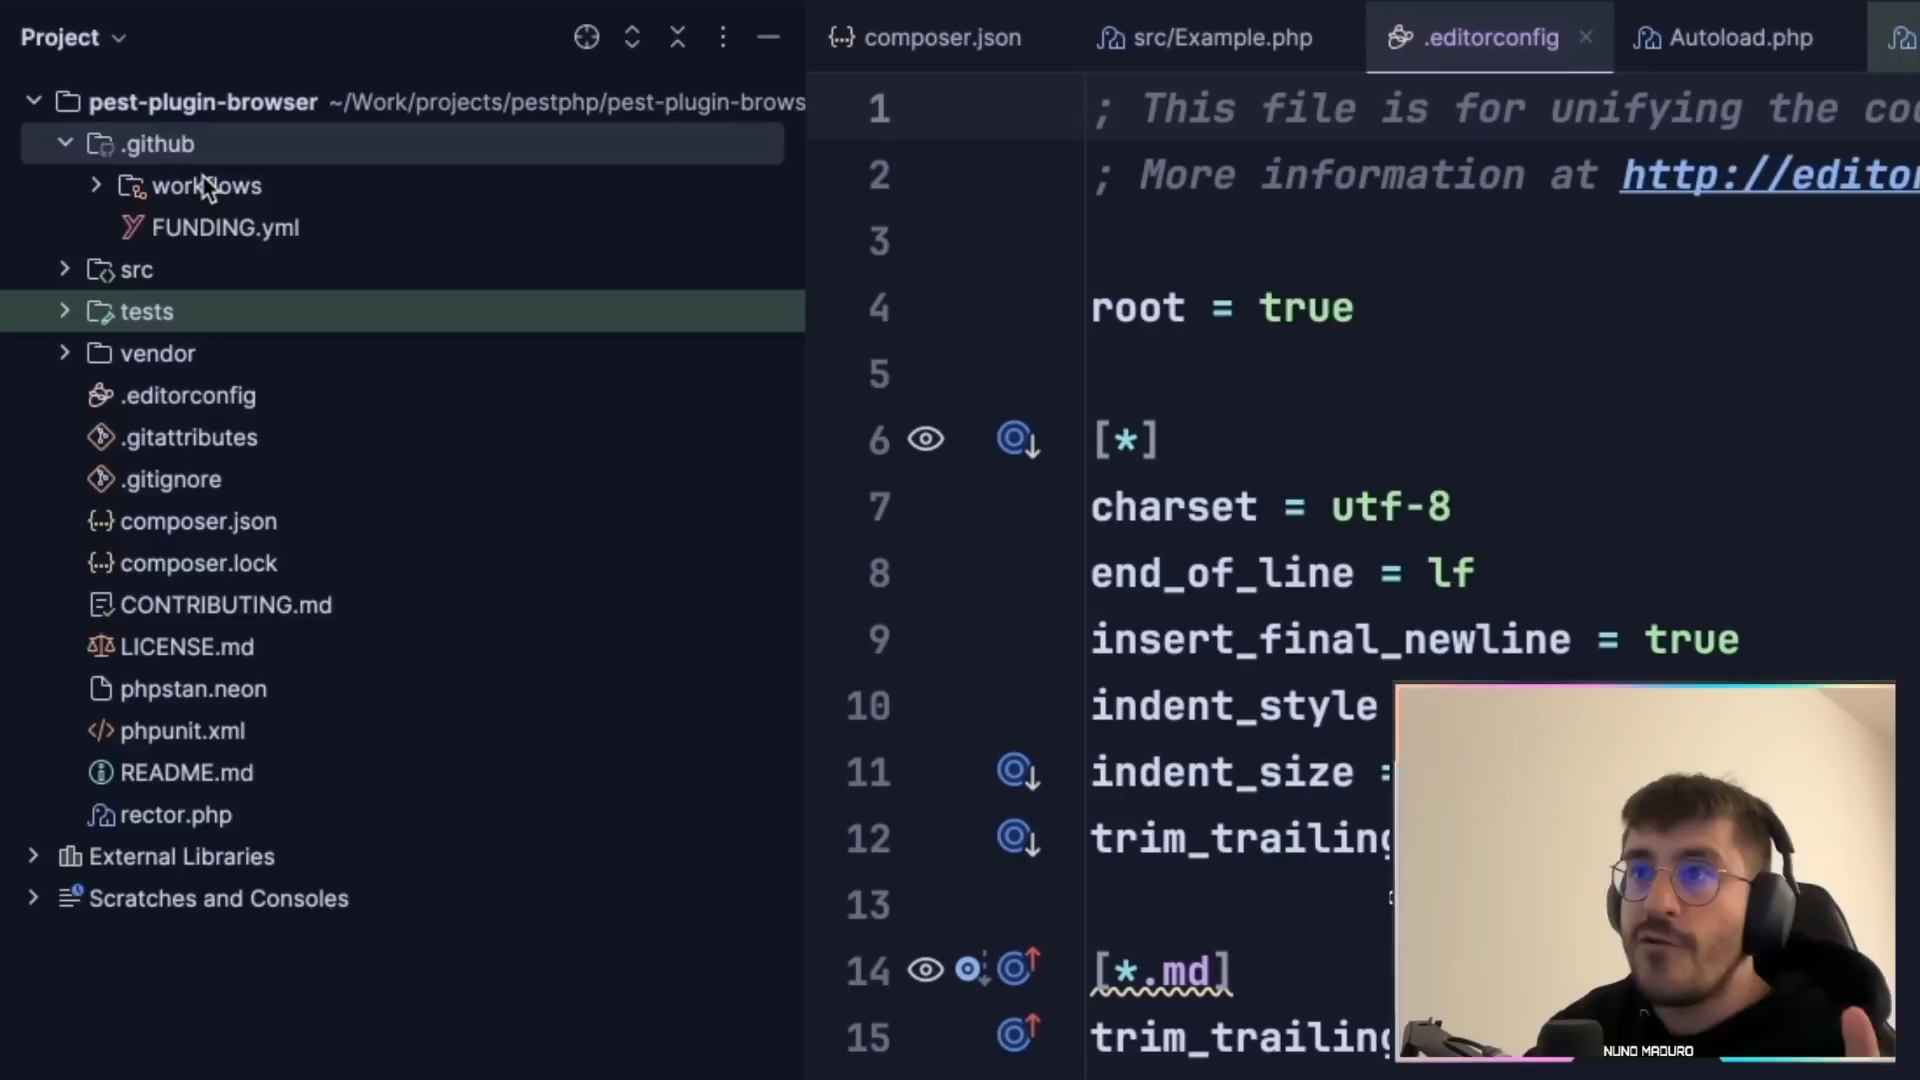 Project
pest-plugin-browser ~/Work/projects/pestphp/pest-plugin-brows
.github
workflows
FUNDING.yml
src
tests
vendor
.editorconfig
.gitattributes
.gitignore
composer.json
composer.lock
CONTRIBUTING.md
LICENSE.md
phpstan.neon
phpunit.xml
README.md
rector.php
External Libraries
Scratches and Consoles
composer.json src/Example.php .editorconfig Autoload.php
1 ; This file is for unifying the co
2 ; More information at http://edito
3
4 root = true
5
6 [*]
7 charset = utf-8
8 end_of_line = lf
9 insert_final_newline = true
10 indent_style
11 indent_size =
12 trim_trailing
13
14 [*.md]
15 trim_trailing
NUNO MADURO